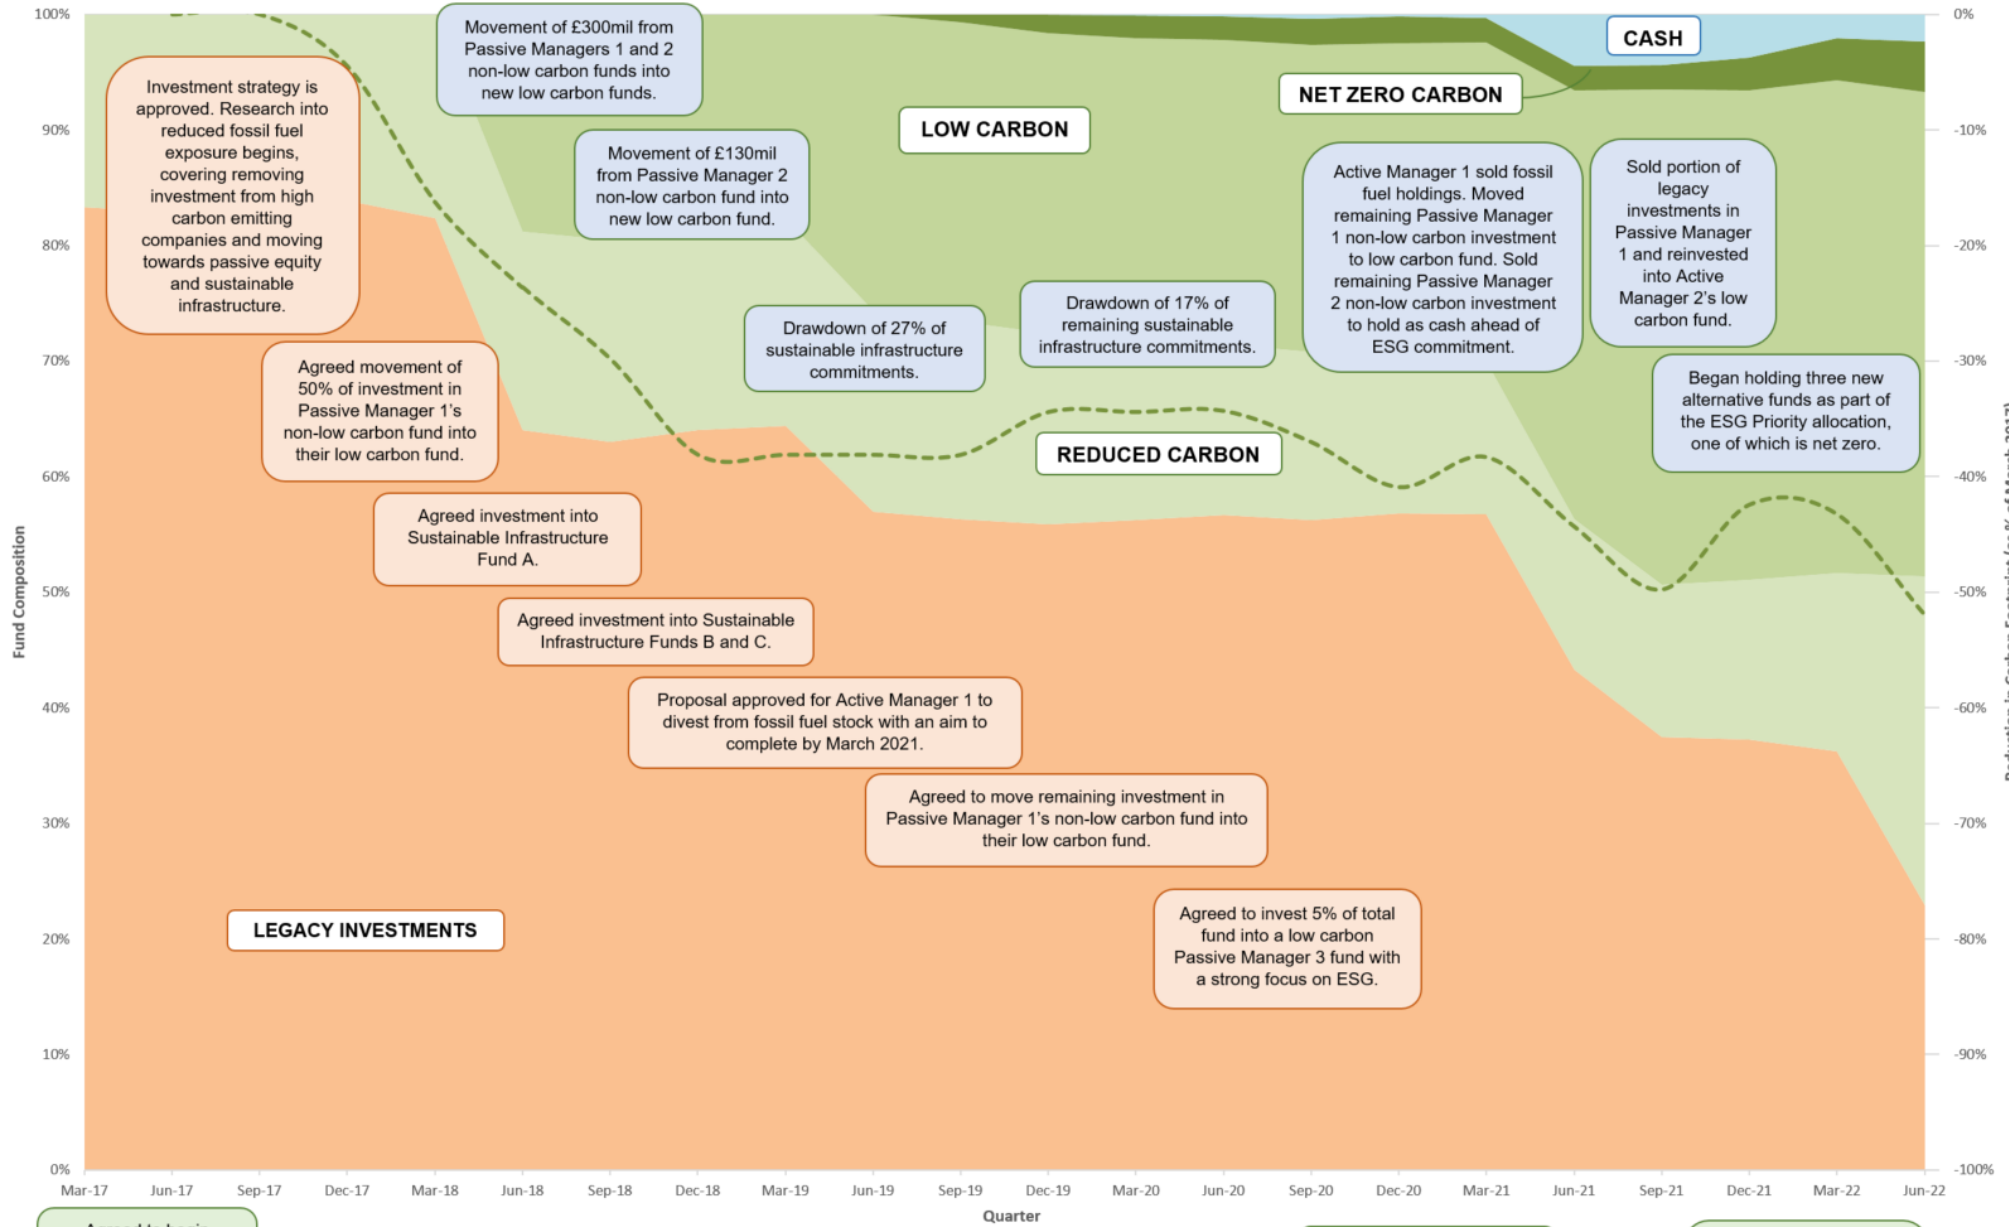 100%
90%
80%
70%
60%
50%
40%
30%
20%
10%
0%
Fund Composition
0%
-10%
-20%
-30%
-40%
-50%
-60%
-70%
-80%
-90%
-100%
Investment strategy is
approved. Research into
reduced fossil fuel
exposure begins,
covering removing
investment from high
carbon emitting
companies and moving
towards passive equity
and sustainable
infrastructure.
Movement of £300mil from
Passive Managers 1 and 2
non-low carbon funds into
new low carbon funds.
Movement of £130mil
from Passive Manager 2
non-low carbon fund into
new low carbon fund.
LOW CARBON
NET ZERO CARBON
CASH
Active Manager 1 sold fossil
fuel holdings. Moved
remaining Passive Manager
1 non-low carbon investment
to low carbon fund. Sold
remaining Passive Manager
2 non-low carbon investment
to hold as cash ahead of
ESG commitment.
Sold portion of
legacy
investments in
Passive Manager
1 and reinvested
into Active
Manager 2's low
carbon fund.
Drawdown of 27% of
sustainable infrastructure
commitments.
Drawdown of 17% of
remaining sustainable
infrastructure commitments.
Began holding three new
alternative funds as part of
the ESG Priority allocation,
one of which is net zero.
Agreed movement of
50% of investment in
Passive Manager 1's
non-low carbon fund into
their low carbon fund.
REDUCED CARBON
Agreed investment into
Sustainable Infrastructure
Fund A.
Agreed investment into Sustainable
Infrastructure Funds B and C.
Proposal approved for Active Manager 1 to
divest from fossil fuel stock with an aim to
complete by March 2021.
Agreed to move remaining investment in
Passive Manager 1's non-low carbon fund into
their low carbon fund.
Agreed to invest 5% of total
fund into a low carbon
Passive Manager 3 fund with
a strong focus on ESG.
LEGACY INVESTMENTS
Mar-17 Jun-17 Sep-17 Dec-17 Mar-18 Jun-18 Sep-18 Dec-18 Mar-19 Jun-19 Sep-19 Dec-19 Mar-20 Jun-20 Sep-20 Dec-20 Mar-21 Jun-21 Sep-21 Dec-21 Mar-22 Jun-22
Quarter